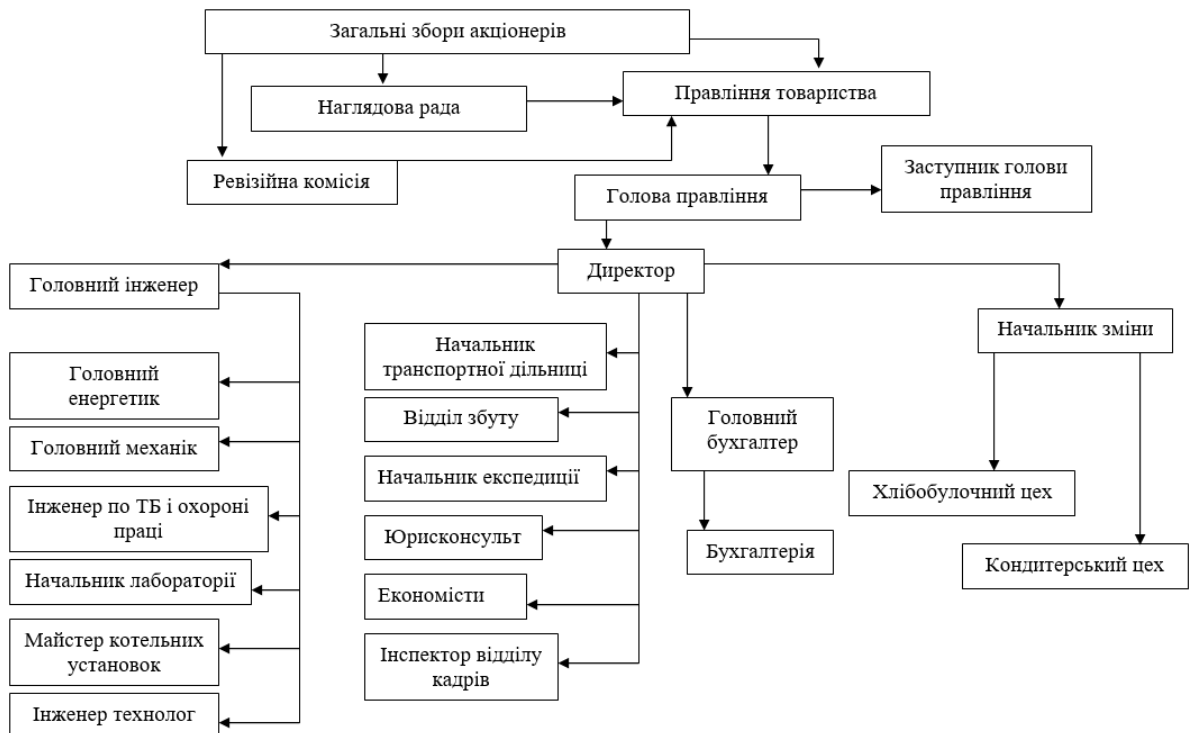 Загальні збори акціонерів
Наглядова рада
Правління товариства
Ревізійна комісія
Голова правління
Заступник голови
правління
Директор
Головний інженер
Начальник зміни
Головний
енергетик
Головний механік
Інженер по ТБ і охороні
праці
Начальник лабораторії
Майстер котельних
установок
Інженер технолог
Начальник
транспортної дільниці
Відділ збуту
Начальник експедиції
Юрисконсульт
Економісти
Інспектор відділу
кадрів
Головний
бухгалтер
Бухгалтерія
Хлібобулочний цех
Кондитерський цех